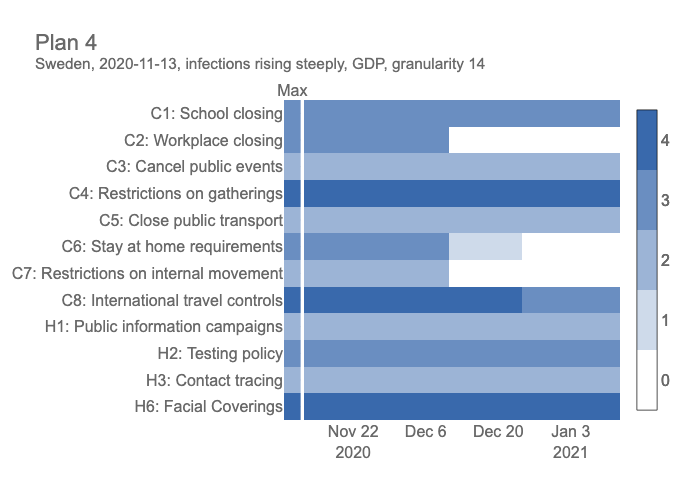 Plan 4
Sweden, 2020-11-13, infections rising steeply, GDP, granularity 14
Max
C1: School closing
C2: Workplace closing
C3: Cancel public events
C4: Restrictions on gatherings
C5: Close public transport
C6: Stay at home requirements
C7: Restrictions on internal movement
C8: International travel controls
H1: Public information campaigns
H2: Testing policy
H3: Contact tracing
H6: Facial Coverings
4
3
2
1
0
Nov 22 Dec 6 Dec 20 Jan 3
2020 2021